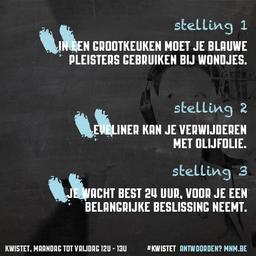 stelling 1
IN EEN GROOTKEUKEN MOET JE BLAUWE
PLEISTERS GEBRUIKEN BIJ WONDJES.
stelling 2
EYELINER KAN JE VERWIJDEREN
MET OLIJFOLIE.
stelling 3
JE WACHT BEST 24 UUR, VOOR JE EEN
BELANGRIJKE BESLISSING NEEMT.
KWISTET, MAANDAG TOT VRIJDAG 12U - 13U
#KWISTET ANTWOORDEN? MNM.BE